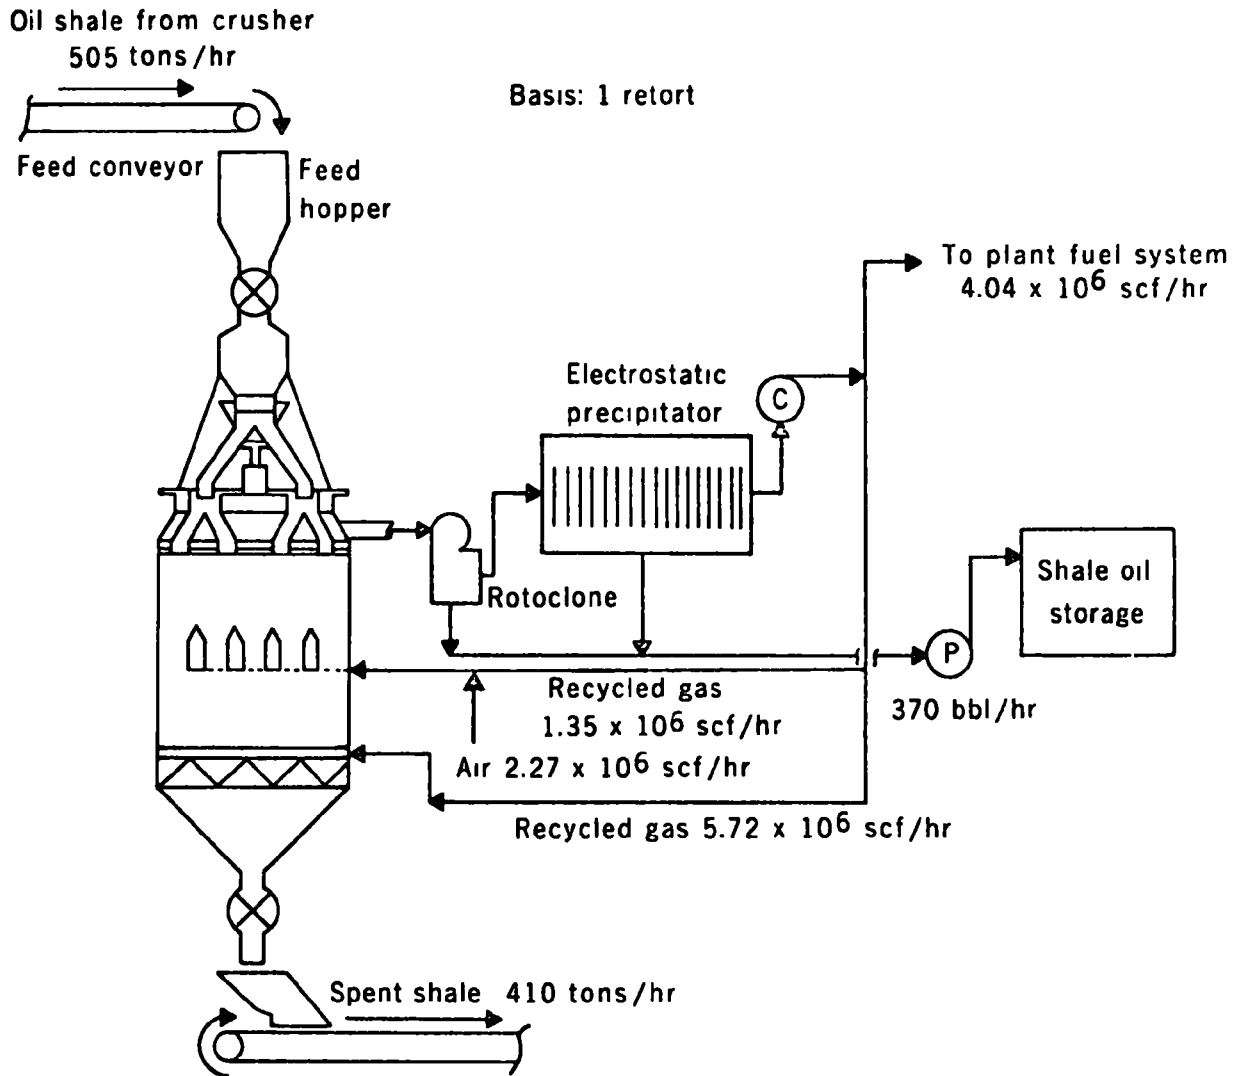 Oil shale from crusher
505 tons/hr
Basis: 1 retort
Feed conveyor
Feed
hopper
To plant fuel system
4.04 x 10⁶ scf/hr
Electrostatic
precipitator
C
Rotoclone
Shale oil
storage
P
370 bbl/hr
Recycled gas
1.35 x 10⁶ scf/hr
Air 2.27 x 10⁶ scf/hr
Recycled gas 5.72 x 10⁶ scf/hr
Spent shale 410 tons/hr